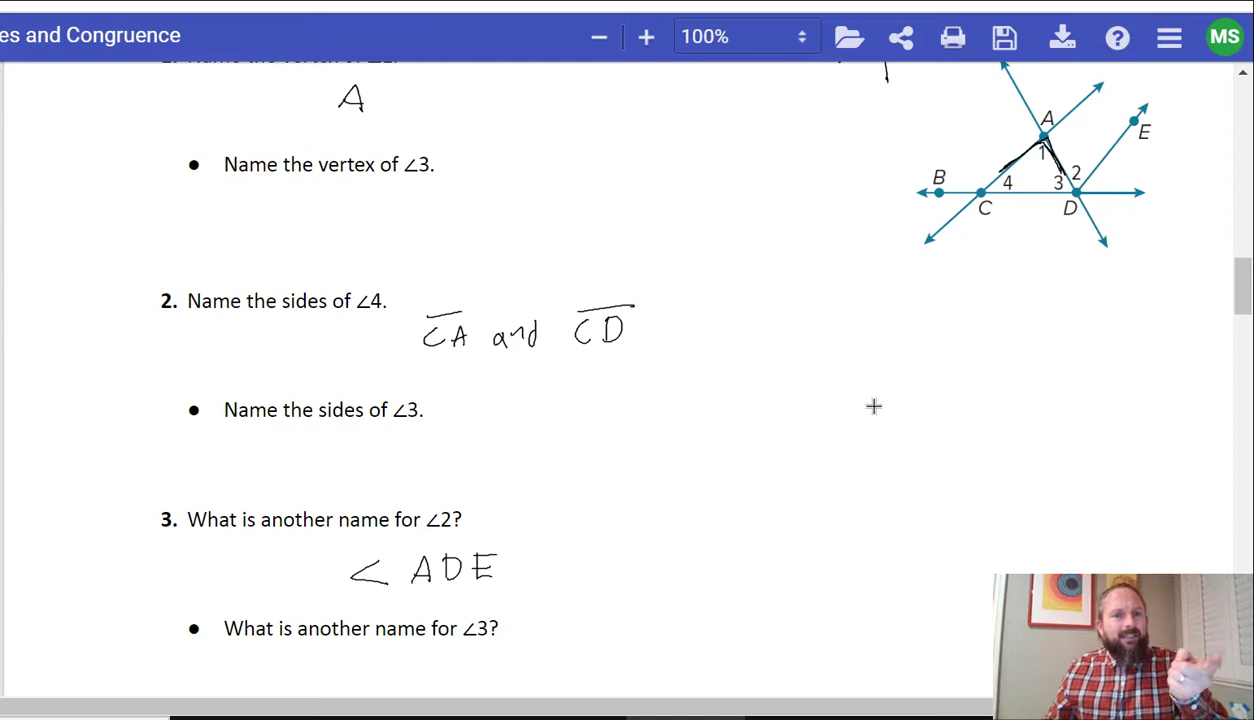 es and Congruence
100%
MS
A
Name the vertex of ∠3.
2. Name the sides of ∠4.
CA and CD
Name the sides of ∠3.
3. What is another name for ∠2?
< ADE
What is another name for ∠3?
A
E
1
2
B
4
3
C
D